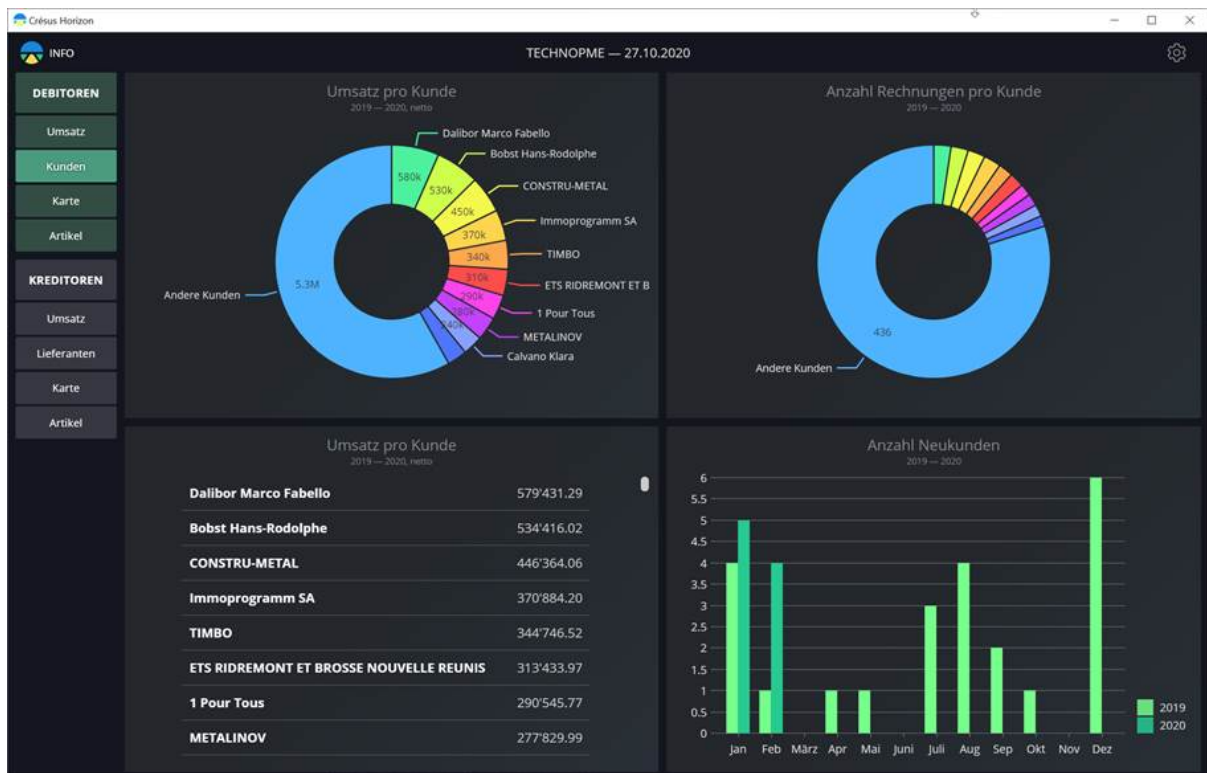 Crésus Horizon
INFO
TECHNOPME — 27.10.2020
DEBITOREN
Umsatz
Kunden
Karte
Artikel
KREDITOREN
Umsatz
Lieferanten
Karte
Artikel
Umsatz pro Kunde
2019 — 2020, netto
Dalibor Marco Fabello
Bobst Hans-Rodolphe
CONSTRU-METAL
Immoprogramm SA
TIMBO
ETS RIDREMONT ET B
1 Pour Tous
METALINOV
Calvano Klara
Andere Kunden
580k
530k
450k
370k
340k
310k
290k
280k
240k
5.3M
Anzahl Rechnungen pro Kunde
2019 — 2020
436
Andere Kunden
Umsatz pro Kunde
2019 — 2020, netto
Dalibor Marco Fabello 579'431.29
Bobst Hans-Rodolphe 534'416.02
CONSTRU-METAL 446'364.06
Immoprogramm SA 370'884.20
TIMBO 344'746.52
ETS RIDREMONT ET BROSSE NOUVELLE REUNIS 313'433.97
1 Pour Tous 290'545.77
METALINOV 277'829.99
Anzahl Neukunden
2019 — 2020
6
5.5
5
4.5
4
3.5
3
2.5
2
1.5
1
0.5
0
Jan Feb März Apr Mai Juni Juli Aug Sep Okt Nov Dez
2019
2020